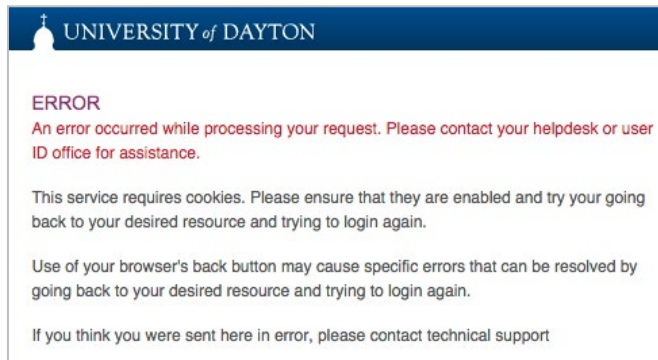 UNIVERSITY of DAYTON
ERROR
An error occurred while processing your request. Please contact your helpdesk or user
ID office for assistance.
This service requires cookies. Please ensure that they are enabled and try your going
back to your desired resource and trying to login again.
Use of your browser's back button may cause specific errors that can be resolved by
going back to your desired resource and trying to login again.
If you think you were sent here in error, please contact technical support